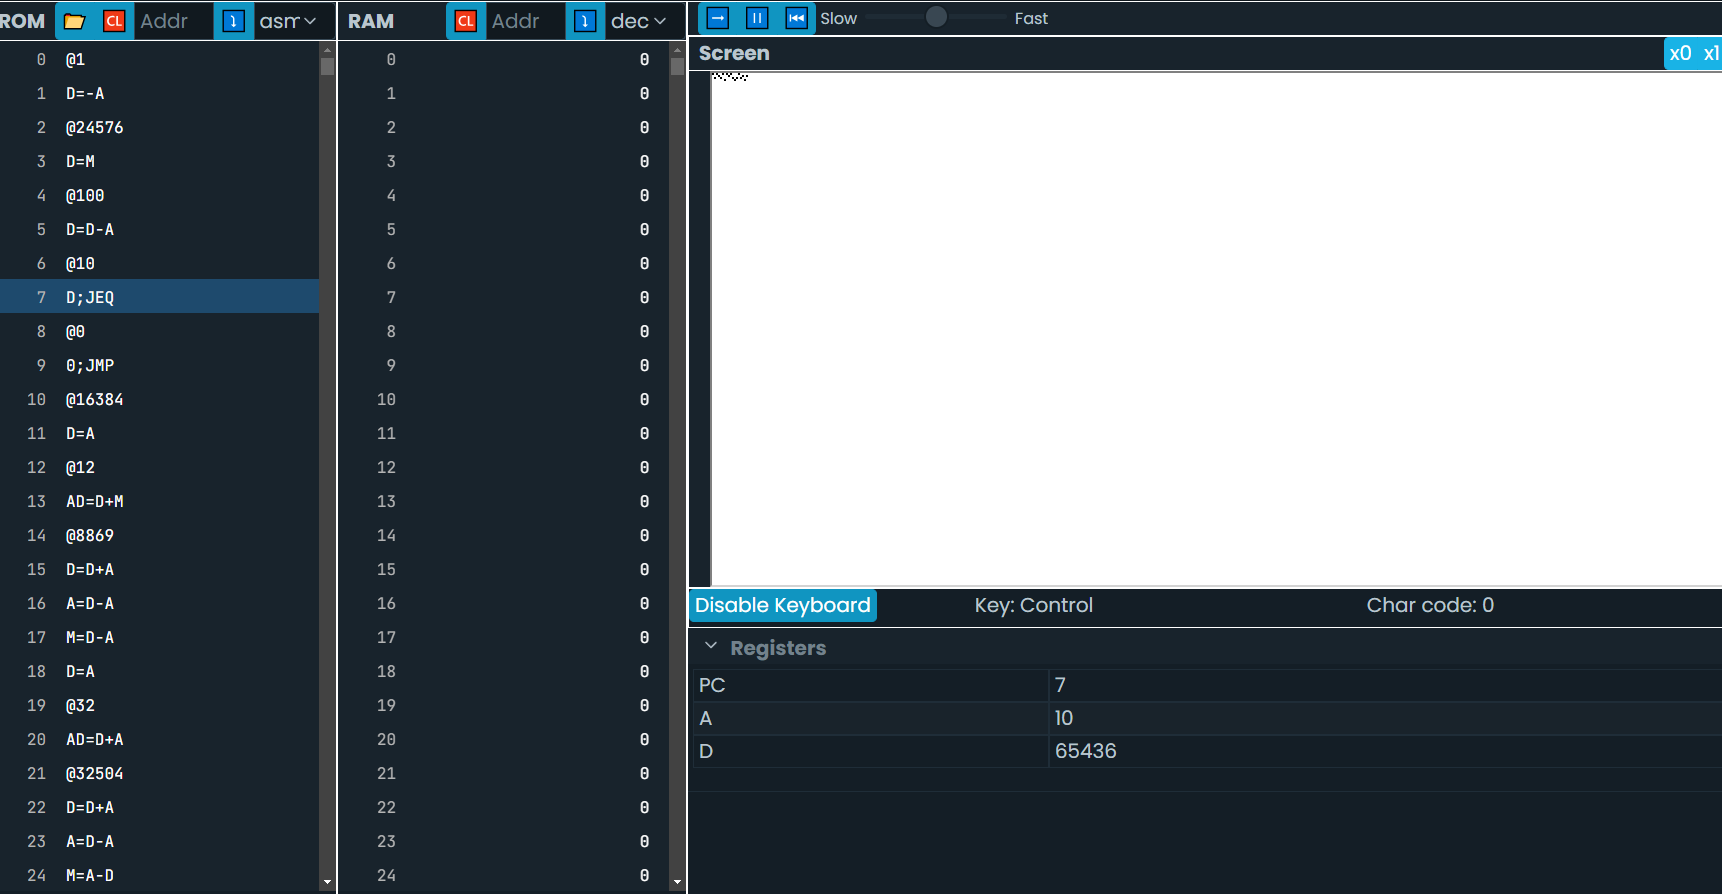 ROM CL Addr asm
0 @1
1 D=-A
2 @24576
3 D=M
4 @100
5 D=D-A
6 @10
7 D;JEQ
8 @0
9 0;JMP
10 @16384
11 D=A
12 @12
13 AD=D+M
14 @8869
15 D=D+A
16 A=D-A
17 M=D-A
18 D=A
19 @32
20 AD=D+A
21 @32504
22 D=D+A
23 A=D-A
24 M=A-D
RAM CL Addr dec
0 0
1 0
2 0
3 0
4 0
5 0
6 0
7 0
8 0
9 0
10 0
11 0
12 0
13 0
14 0
15 0
16 0
17 0
18 0
19 0
20 0
21 0
22 0
23 0
24 0
Slow Fast
Screen x0 x1
Disable Keyboard Key: Control Char code: 0
Registers
PC 7
A 10
D 65436